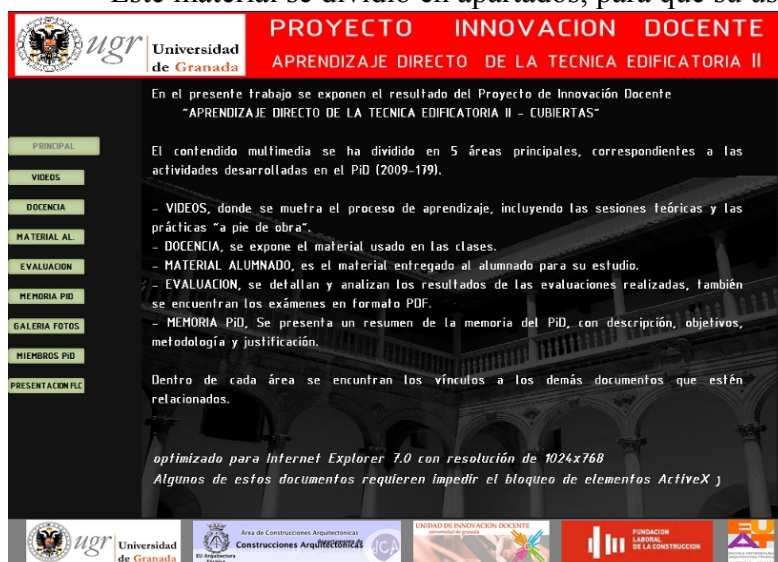 Este material se dividió en apartados, para que su us
ugr Universidad
de Granada
PROYECTO INNOVACION DOCENTE
APRENDIZAJE DIRECTO DE LA TECNICA EDIFICATORIA II
En el presente trabajo se exponen el resultado del Proyecto de Innovación Docente
"APRENDIZAJE DIRECTO DE LA TECNICA EDIFICATORIA II - CUBIERTAS"
PRINCIPAL
VIDEOS
DOCENCIA
MATERIAL AL.
EVALUACION
MEMORIA PID
GALERIA FOTOS
MIEMBROS PiD
PRESENTACION FLC
El contendido multimedia se ha dividido en 5 áreas principales, correspondientes a las
actividades desarrolladas en el PiD (2009-179).
- VIDEOS, donde se muetra el proceso de aprendizaje, incluyendo las sesiones teóricas y las
prácticas "a pie de obra".
- DOCENCIA, se expone el material usado en las clases.
- MATERIAL ALUMNADO, es el material entregado al alumnado para su estudio.
- EVALUACION, se detallan y analizan los resultados de las evaluaciones realizadas, también
se encuentran los exámenes en formato PDF.
- MEMORIA PiD, Se presenta un resumen de la memoria del PiD, con descripción, objetivos,
metodología y justificación.
Dentro de cada área se encuntran los vínculos a los demás documentos que estén
relacionados.
optimizado para Internet Explorer 7.0 con resolución de 1024x768
Algunos de estos documentos requieren impedir el bloqueo de elementos ActiveX
ugr Universidad
de Granada
Area de Construcciones Arquitectónicas
Construcciones Arquitectónicas
EU Arquitectura
Técnica
UNIDAD DE INNOVACION DOCENTE
universidad de granada
FUNDACION
LABORAL
DE LA CONSTRUCCION